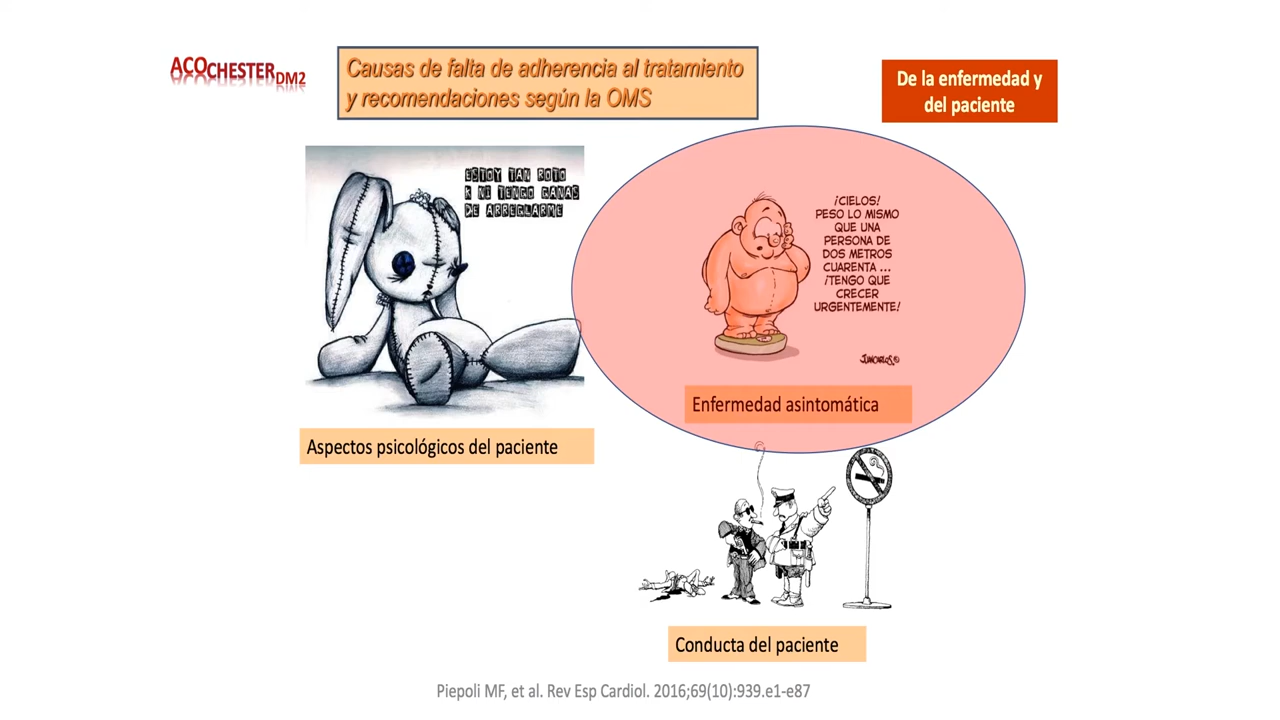 ACOCHESTERDM2
Causas de falta de adherencia al tratamiento
y recomendaciones según la OMS
De la enfermedad y
del paciente
ESTOY TAN ROTO
K NI TENGO GANAS
DE ARREGLARME
¡CIELOS!
PESO LO MISMO
QUE UNA
PERSONA DE
DOS METROS
CUARENTA ...
¡TENGO QUE
CRECER
URGENTEMENTE!
JUANCARLOS
Enfermedad asintomática
Aspectos psicológicos del paciente
Conducta del paciente
Piepoli MF, et al. Rev Esp Cardiol. 2016;69(10):939.e1-e87